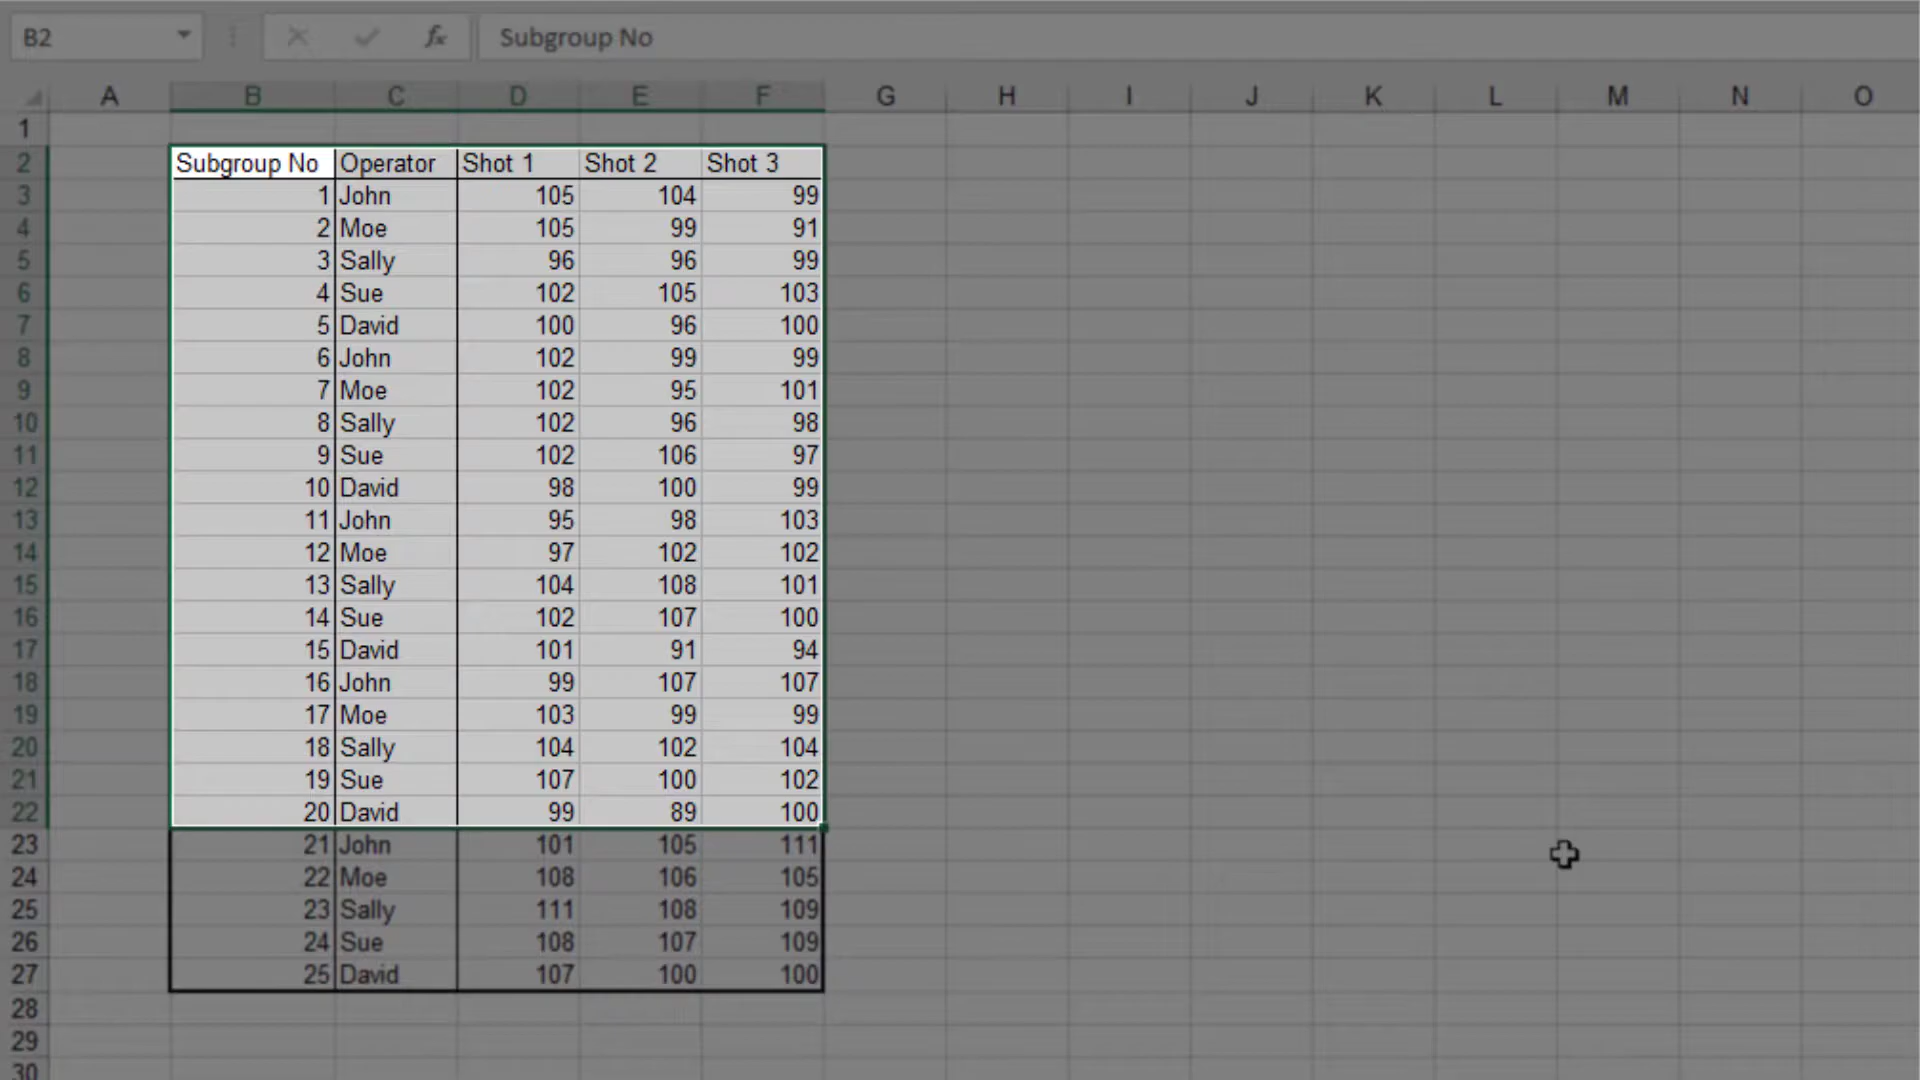 B2 fx Subgroup No
A B C D E F G H I J K L M N O
1
2 Subgroup No Operator Shot 1 Shot 2 Shot 3
3 1 John 105 104 99
4 2 Moe 105 99 91
5 3 Sally 96 96 99
6 4 Sue 102 105 103
7 5 David 100 96 100
8 6 John 102 99 99
9 7 Moe 102 95 101
10 8 Sally 102 96 98
11 9 Sue 102 106 97
12 10 David 98 100 99
13 11 John 95 98 103
14 12 Moe 97 102 102
15 13 Sally 104 108 101
16 14 Sue 102 107 100
17 15 David 101 91 94
18 16 John 99 107 107
19 17 Moe 103 99 99
20 18 Sally 104 102 104
21 19 Sue 107 100 102
22 20 David 99 89 100
23 21 John 101 105 111
24 22 Moe 108 106 105
25 23 Sally 111 108 109
26 24 Sue 108 107 109
27 25 David 107 100 100
28
29
30